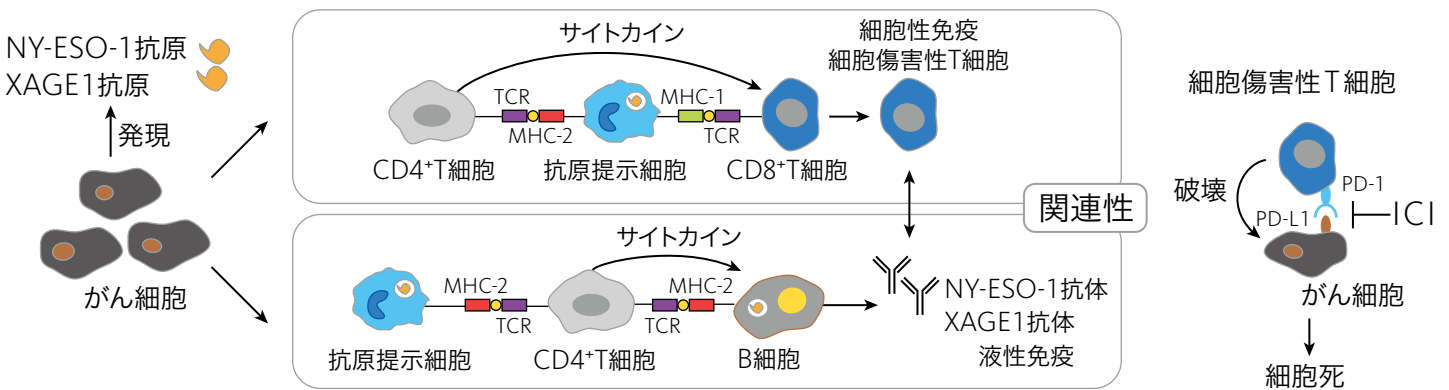 NY-ESO-1抗原
XAGE1抗原
発現
がん細胞
サイトカイン
TCR
MHC-2
MHC-1
TCR
CD4⁺T細胞
抗原提示細胞
CD8⁺T細胞
細胞性免疫
細胞傷害性T細胞
関連性
サイトカイン
MHC-2
TCR
MHC-2
TCR
抗原提示細胞
CD4⁺T細胞
B細胞
NY-ESO-1抗体
XAGE1抗体
液性免疫
細胞傷害性T細胞
破壊
PD-1
PD-L1
ICI
がん細胞
細胞死